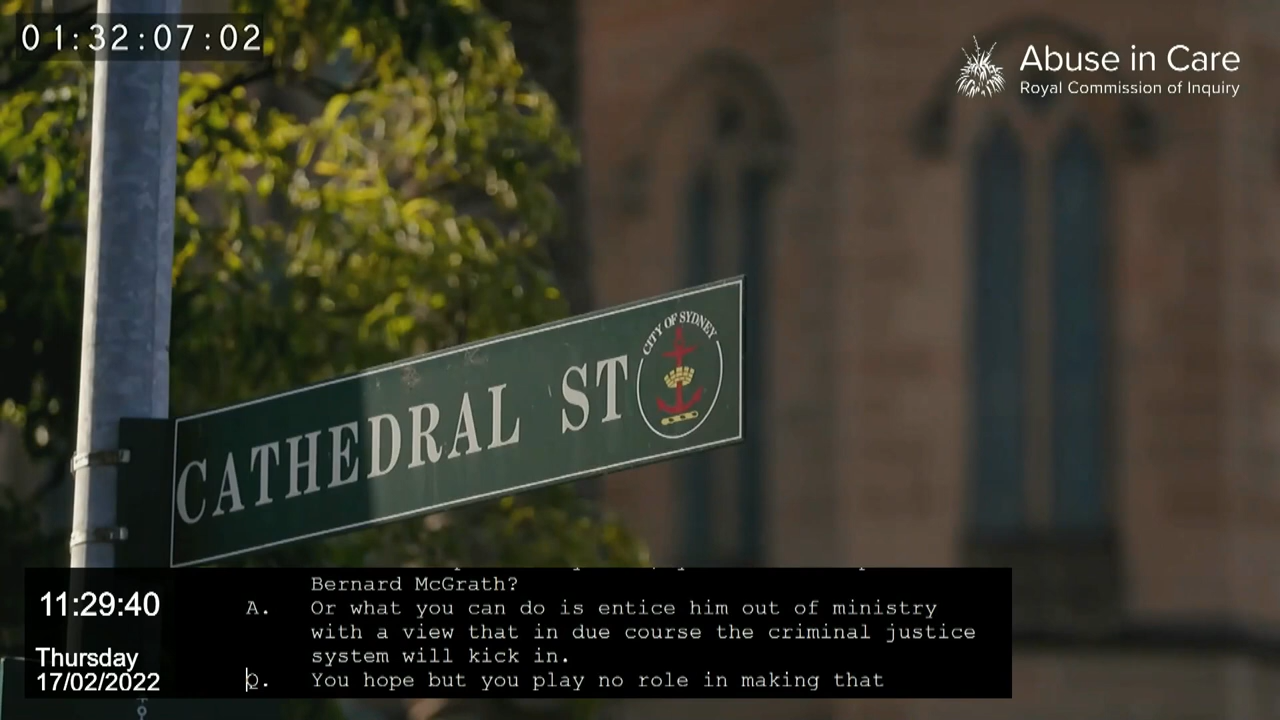 01:32:07:02
Abuse in Care
Royal Commission of Inquiry
CITY OF SYDNEY
CATHEDRAL ST
11:29:40
Thursday
17/02/2022
Bernard McGrath?
A. Or what you can do is entice him out of ministry
with a view that in due course the criminal justice
system will kick in.
Q. You hope but you play no role in making that